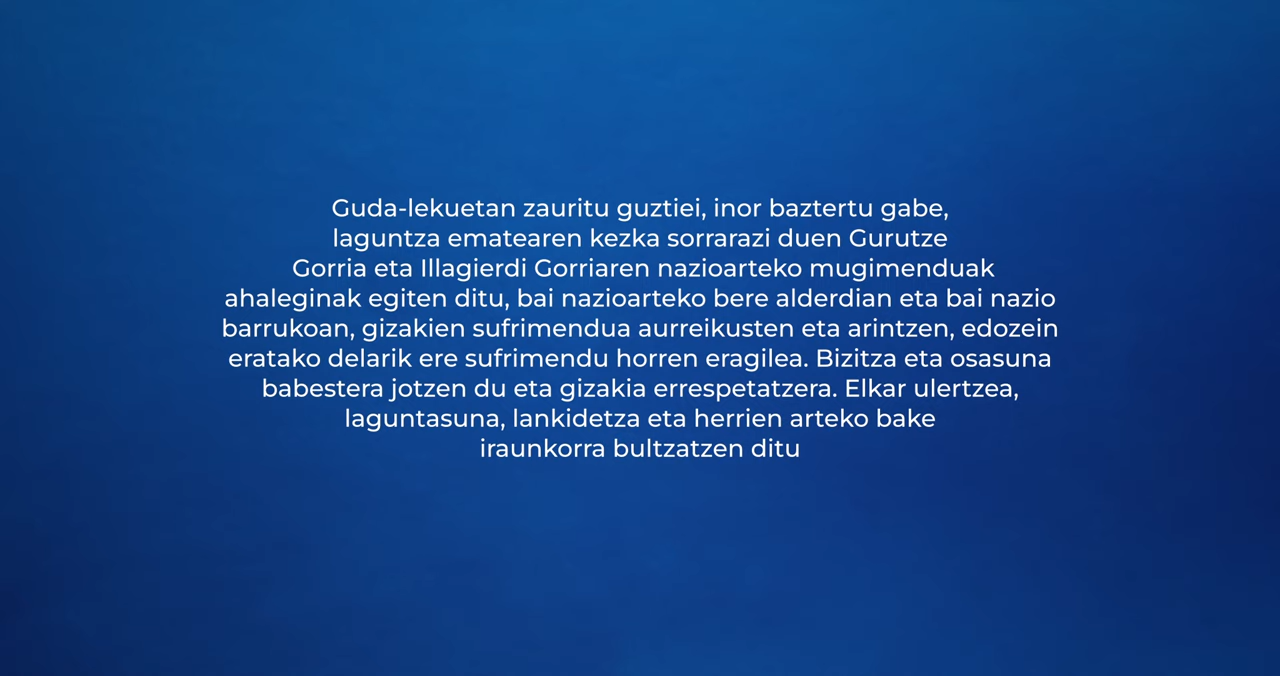 Guda-lekuetan zauritu guztiei, inor baztertu gabe,
laguntza ematearen kezka sorrarazi duen Gurutze
Gorria eta Illagierdi Gorriaren nazioarteko mugimenduak
ahaleginak egiten ditu, bai nazioarteko bere alderdian eta bai nazio
barrukoan, gizakien sufrimendua aurreikusten eta arintzen, edozein
eratako delarik ere sufrimendu horren eragilea. Bizitza eta osasuna
babestera jotzen du eta gizakia errespetatzera. Elkar ulertzea,
laguntasuna, lankidetza eta herrien arteko bake
iraunkorra bultzatzen ditu